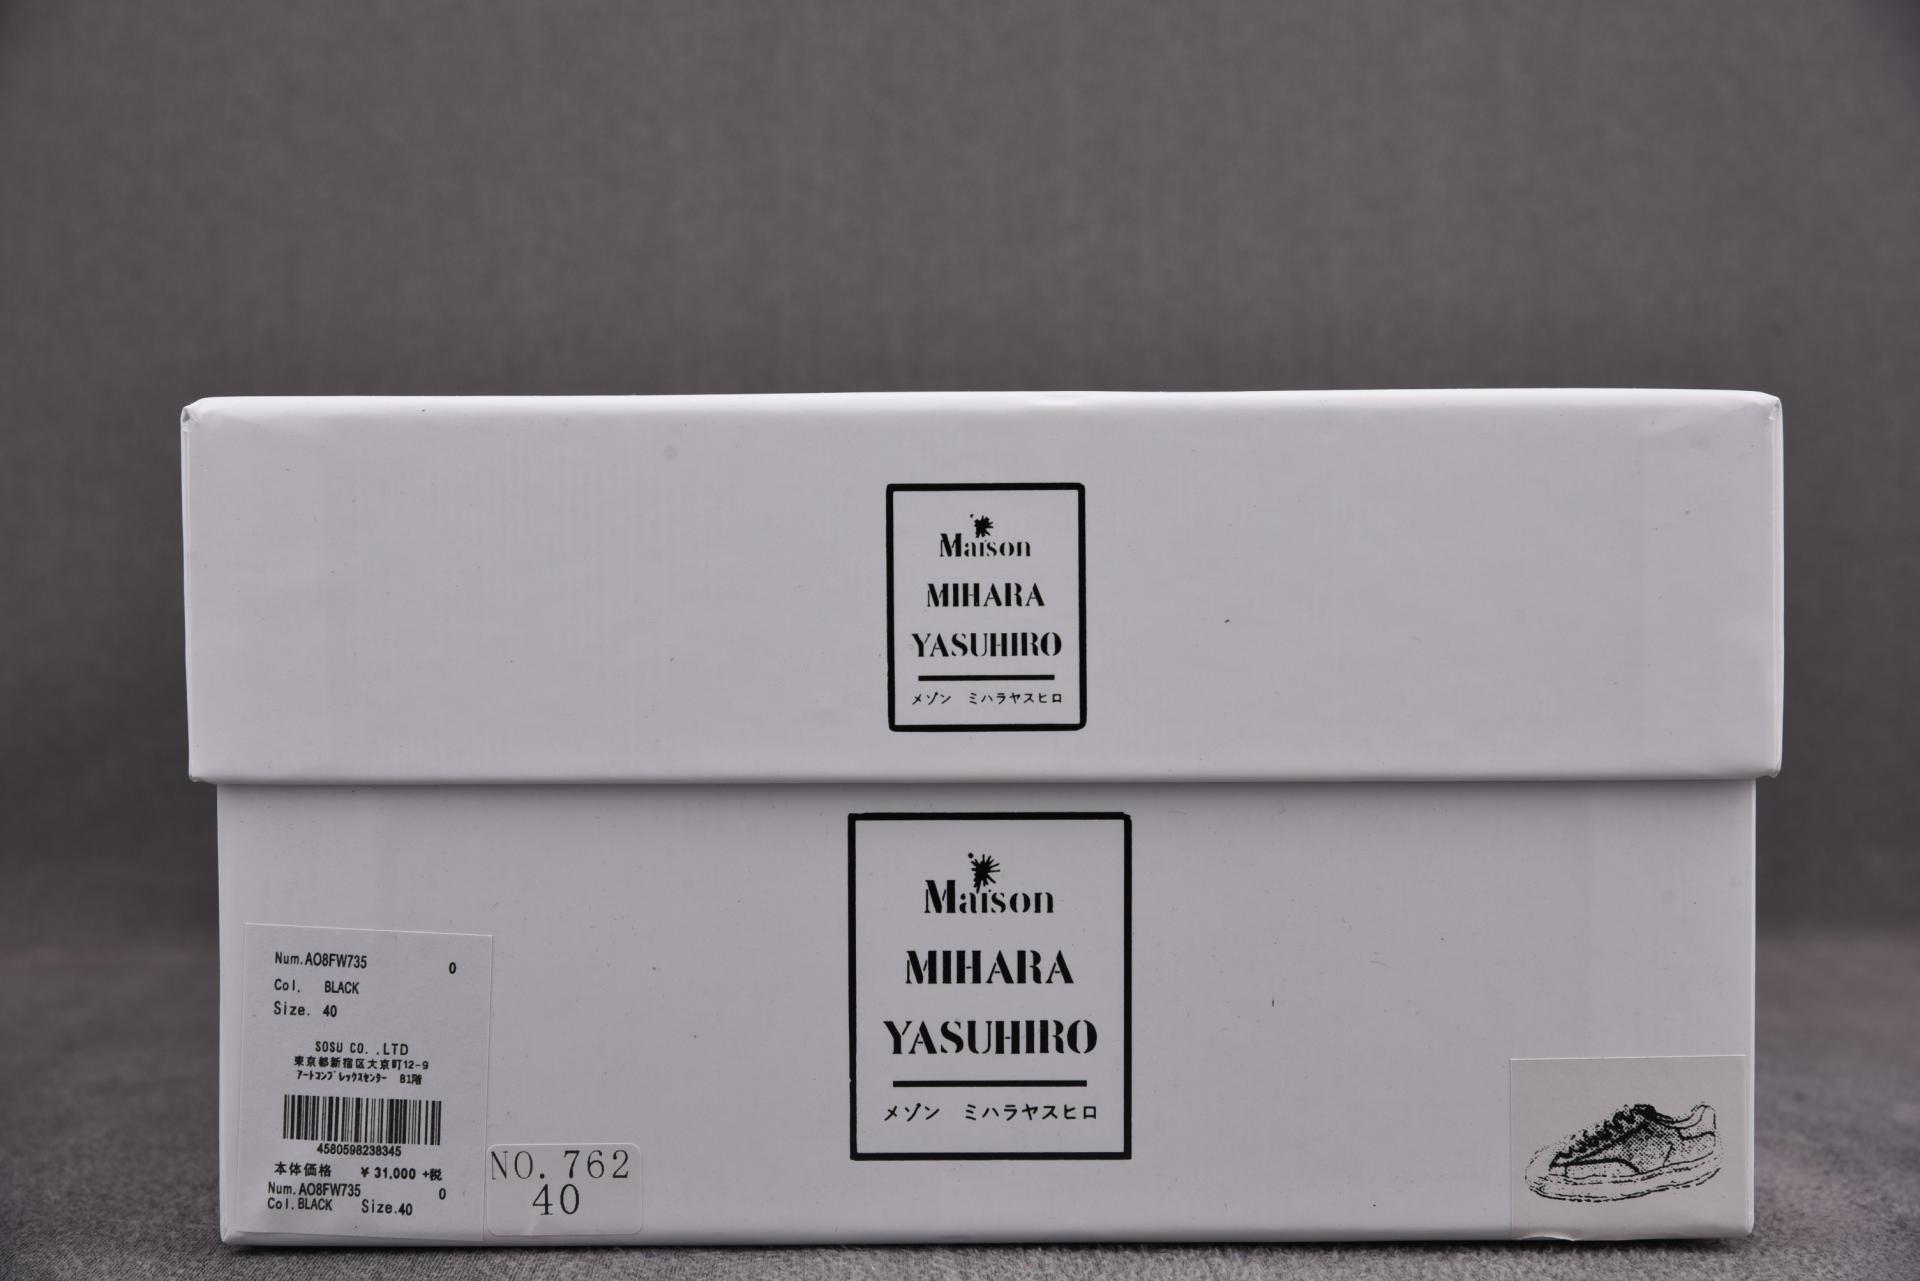 Maison
MIHARA
YASUHIRO
メゾン ミハラヤスヒロ
Maison
MIHARA
YASUHIRO
メゾン ミハラヤスヒロ
Num.AO8FW735 0
Col. BLACK
Size. 40
SOSU CO.,LTD
東京都新宿区大京町12-9
アートコンプレックスセンター B1階
4580598238345
本体価格 ¥ 31,000 +税
Num.AO8FW735 0
Col.BLACK Size.40
NO.762
40